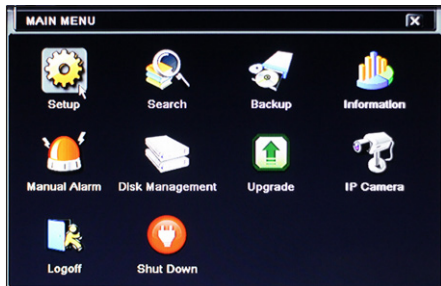 MAIN MENU
Setup Search Backup Information
Manual Alarm Disk Management Upgrade IP Camera
Logoff Shut Down